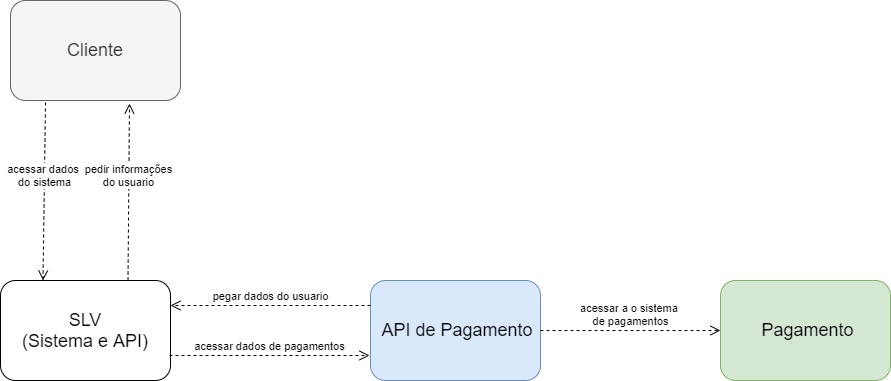 Cliente
acessar dados
do sistema
pedir informações
do usuario
SLV
(Sistema e API)
pegar dados do usuario
acessar dados de pagamentos
API de Pagamento
acessar a o sistema
de pagamentos
Pagamento